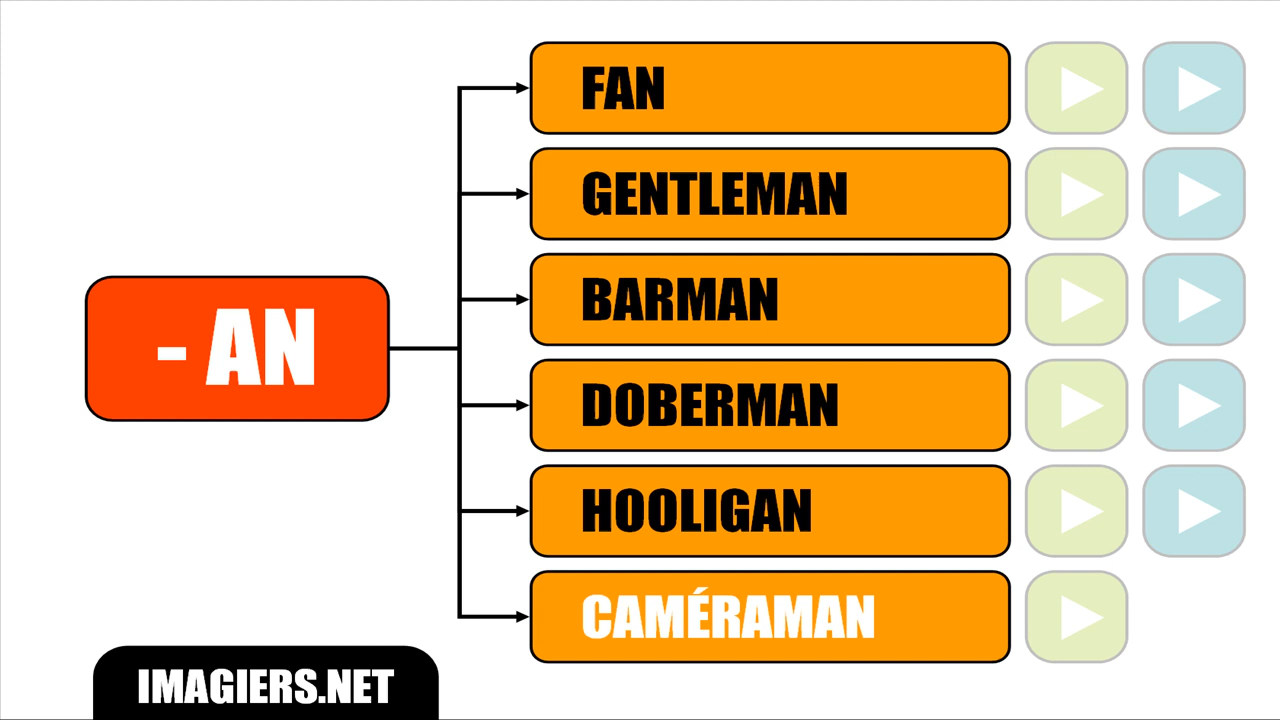 - AN
FAN
GENTLEMAN
BARMAN
DOBERMAN
HOOLIGAN
CAMÉRAMAN
IMAGIERS.NET